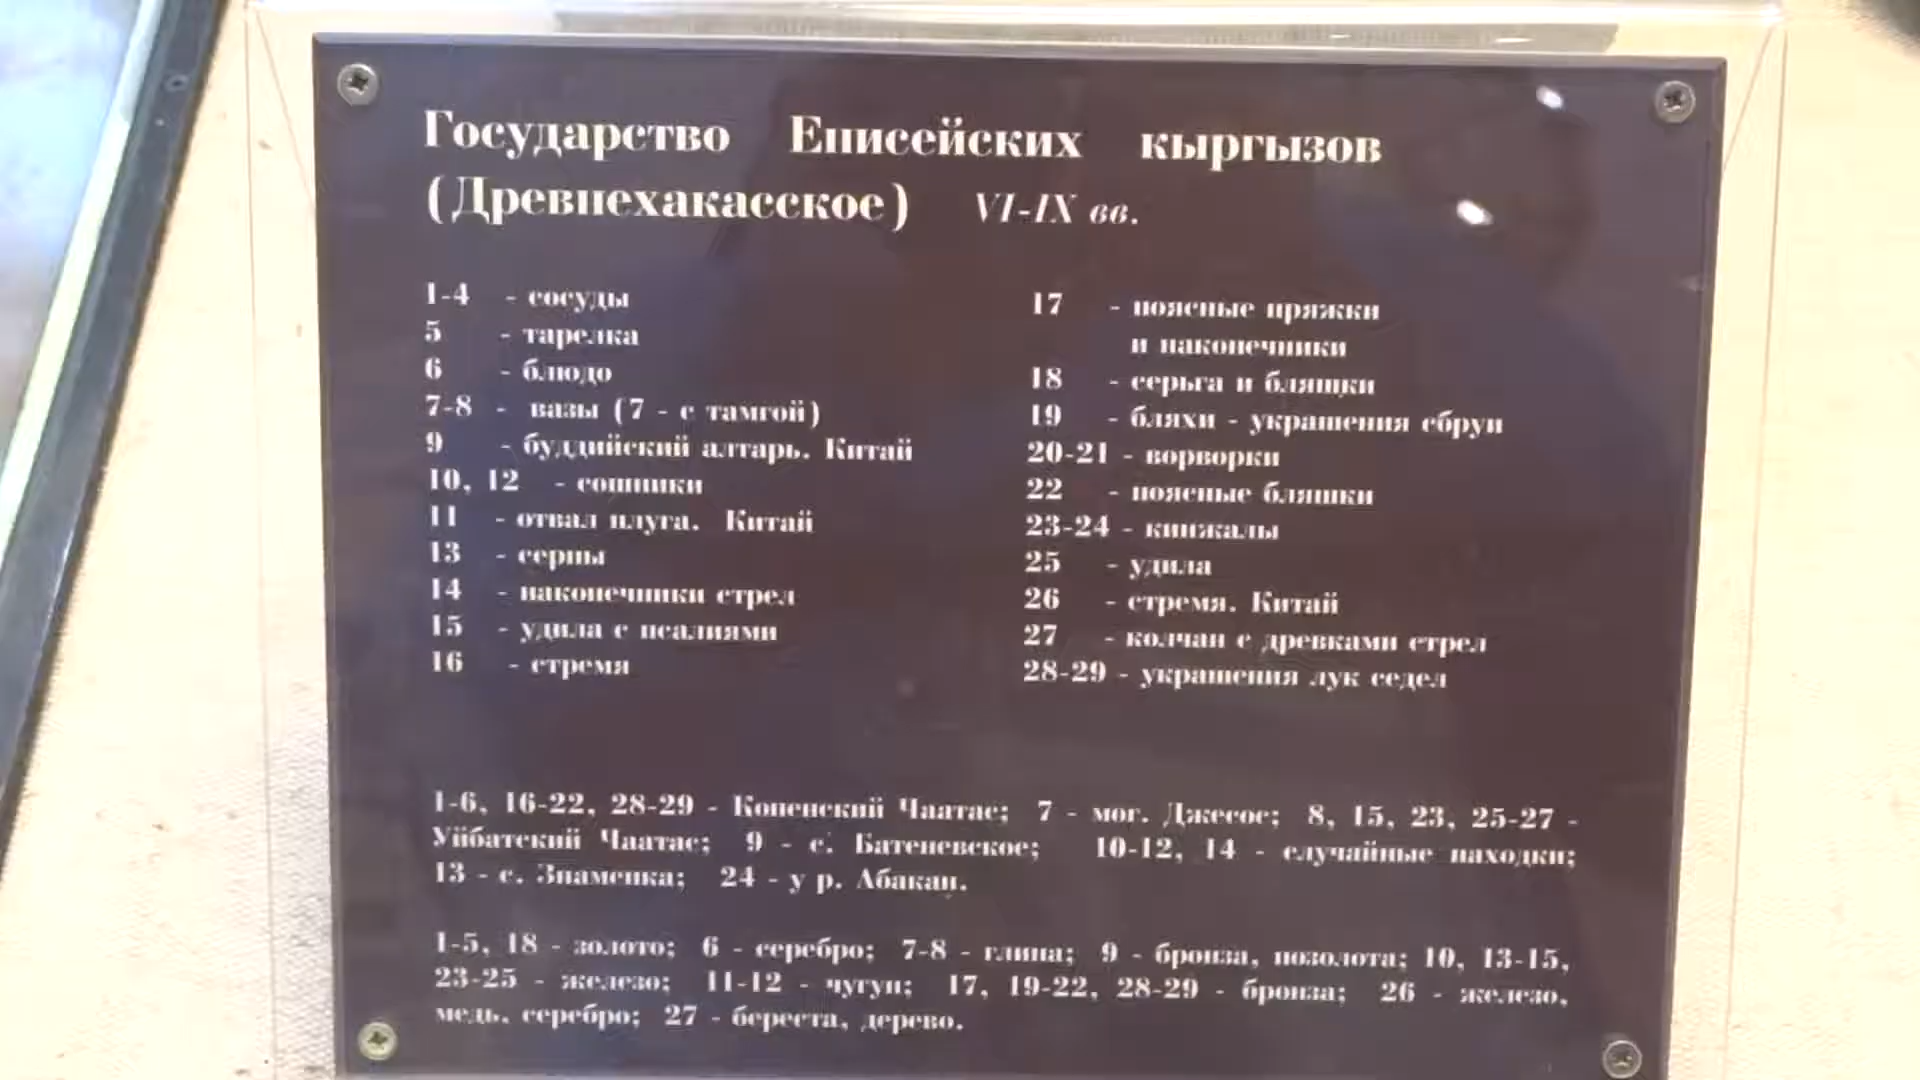 Государство Енисейских кыргызов
(Древнехакасское) VI-IX вв.
1-4 - сосуды
5 - тарелка
6 - блюдо
7-8 - вазы (7 - с тамгой)
9 - буддийский алтарь. Китай
10, 12 - сошники
11 - отвал плуга. Китай
13 - серпы
14 - наконечники стрел
15 - удила с псалиями
16 - стремя
17 - поясные пряжки
и наконечники
18 - серьга и бляшки
19 - бляхи - украшения сбруи
20-21 - ворворки
22 - поясные бляшки
23-24 - кинжалы
25 - удила
26 - стремя. Китай
27 - колчан с древками стрел
28-29 - украшения лук седел
1-6, 16-22, 28-29 - Копенский Чаатас; 7 - мог. Джесос; 8, 15, 23, 25-27 -
Уйбатский Чаатас; 9 - с. Батеневское; 10-12, 14 - случайные находки;
13 - с. Знаменка; 24 - у р. Абакан.
1-5, 18 - золото; 6 - серебро; 7-8 - глина; 9 - бронза, позолота; 10, 13-15,
23-25 - железо; 11-12 - чугун; 17, 19-22, 28-29 - бронза; 26 - железо,
медь, серебро; 27 - береста, дерево.